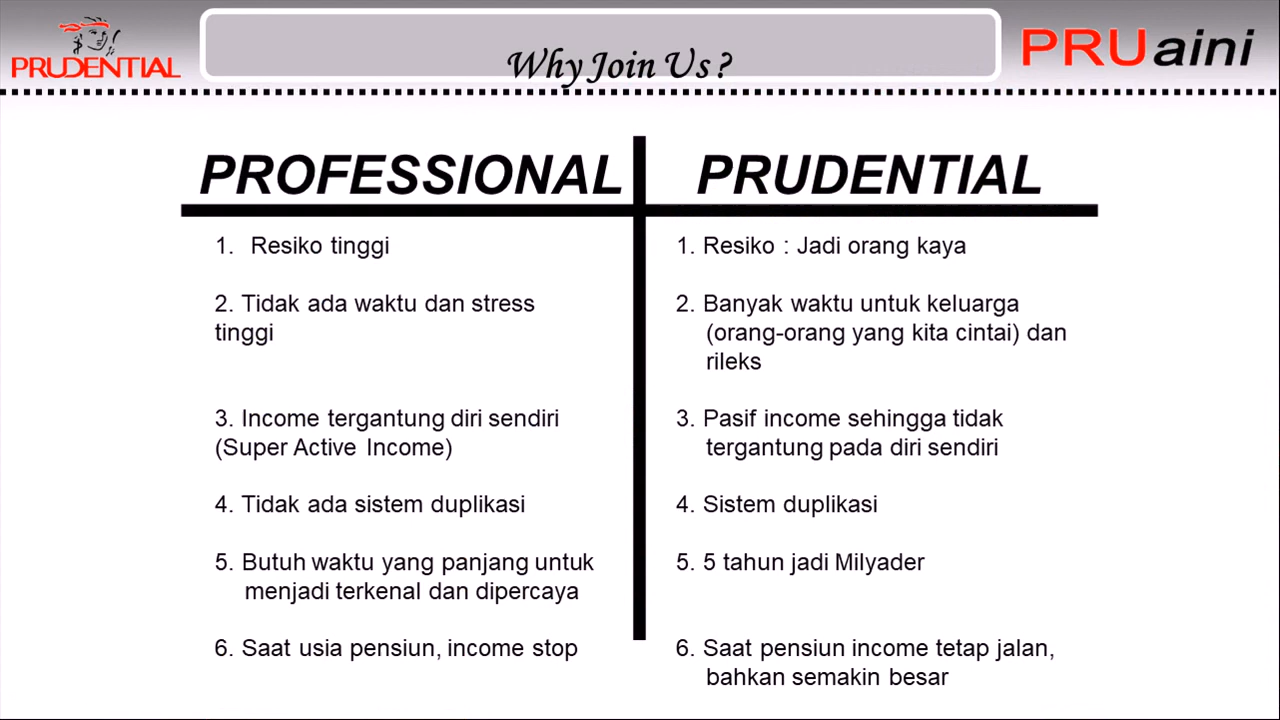 PRUDENTIAL
Why Join Us ?
PRUaini
PROFESSIONAL
1. Resiko tinggi
2. Tidak ada waktu dan stress
tinggi
3. Income tergantung diri sendiri
(Super Active Income)
4. Tidak ada sistem duplikasi
5. Butuh waktu yang panjang untuk
menjadi terkenal dan dipercaya
6. Saat usia pensiun, income stop
PRUDENTIAL
1. Resiko : Jadi orang kaya
2. Banyak waktu untuk keluarga
(orang-orang yang kita cintai) dan
rileks
3. Pasif income sehingga tidak
tergantung pada diri sendiri
4. Sistem duplikasi
5. 5 tahun jadi Milyader
6. Saat pensiun income tetap jalan,
bahkan semakin besar